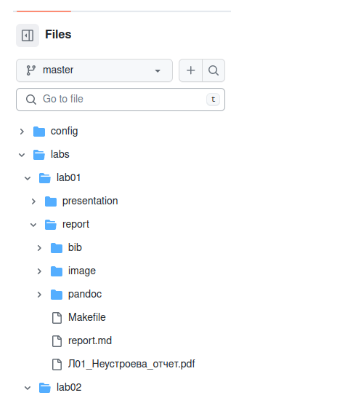 Files
master
Go to file
t
config
labs
lab01
presentation
report
bib
image
pandoc
Makefile
report.md
Л01_Неустроева_отчет.pdf
lab02